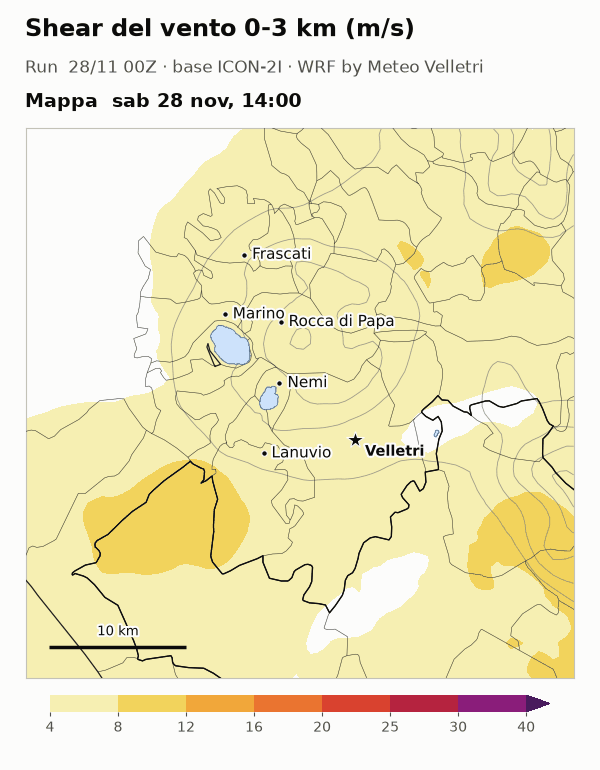 Shear del vento 0-3 km (m/s)
Run  28/11 00Z · base ICON-2I · WRF by Meteo Velletri
Mappa  sab 28 nov, 14:00
Frascati
Marino
Rocca di Papa
Nemi
Velletri
Lanuvio
10 km
4 8 12 16 20 25 30 40